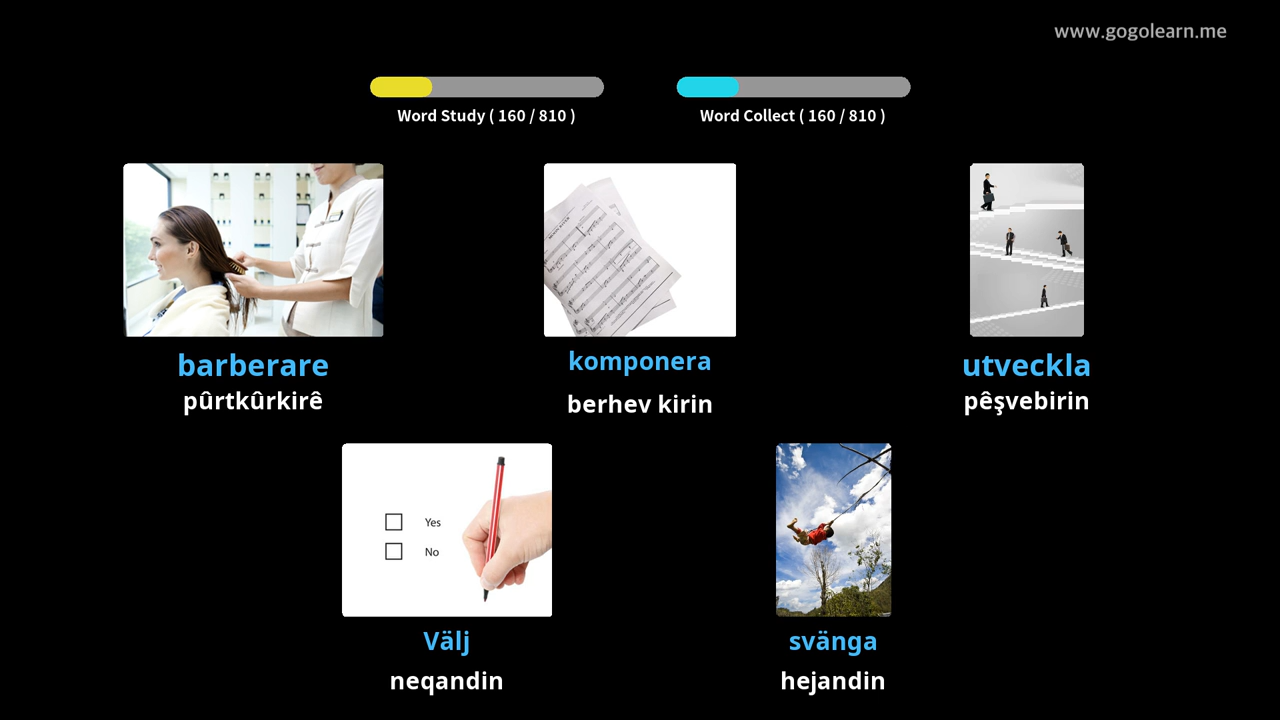 www.gogolearn.me
Word Study ( 160 / 810 )
Word Collect ( 160 / 810 )
barberare
pûrtkûrkirê
komponera
berhev kirin
utveckla
pêşvebirin
Yes
No
Välj
neqandin
svänga
hejandin